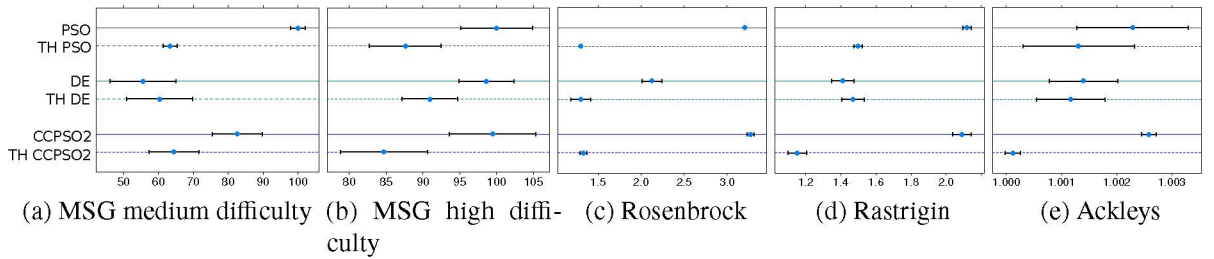 PSO
TH PSO
DE
TH DE
CCPSO2
TH CCPSO2
50 60 70 80 90 100
80 85 90 95 100 105
1.5 2.0 2.5 3.0
1.2 1.4 1.6 1.8 2.0
1.000 1.001 1.002 1.003
(a) MSG medium difficulty
(b) MSG high diffi-
culty
(c) Rosenbrock
(d) Rastrigin
(e) Ackleys